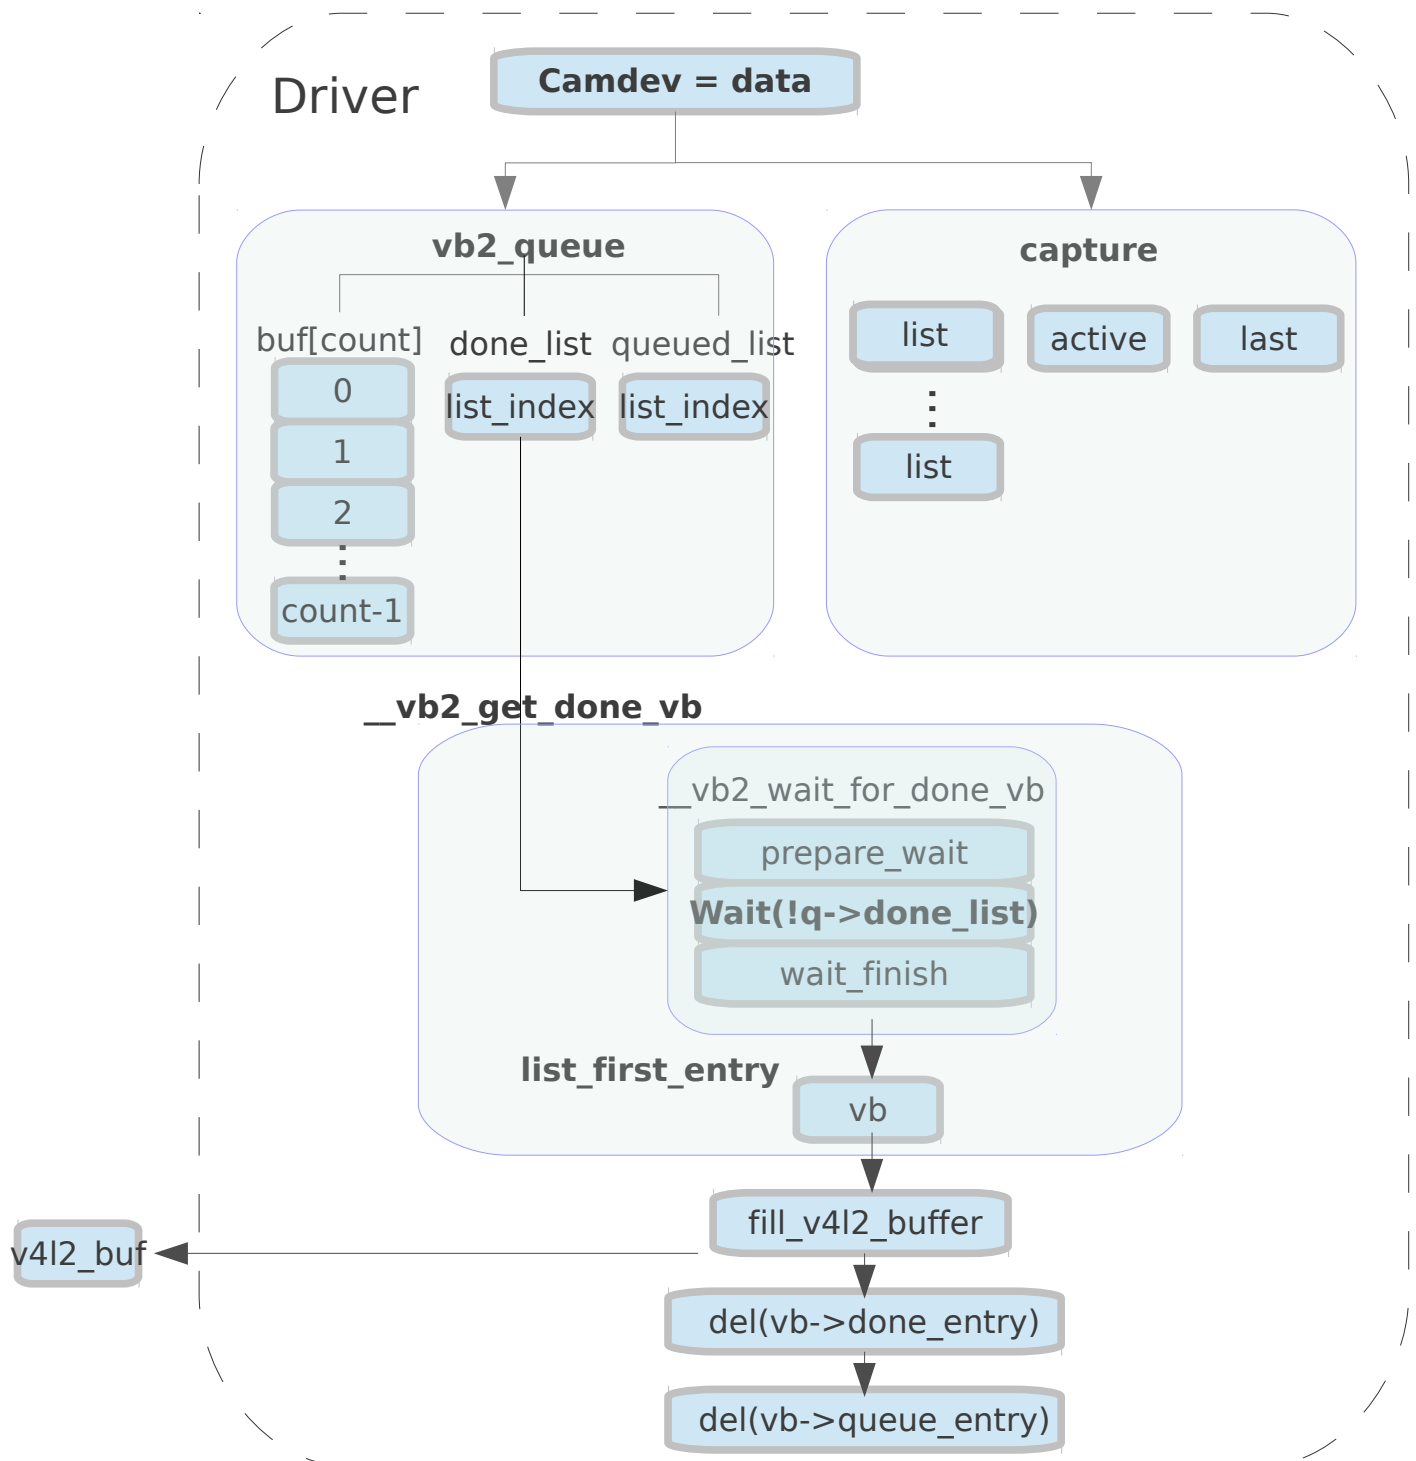 Driver
Camdev = data
vb2_queue
capture
buf[count]
done_list
queued_list
0
1
2
count-1
list_index
list_index
list
active
last
list
__vb2_get_done_vb
__vb2_wait_for_done_vb
prepare_wait
Wait(!q->done_list)
wait_finish
list_first_entry
vb
fill_v4l2_buffer
v4l2_buf
del(vb->done_entry)
del(vb->queue_entry)